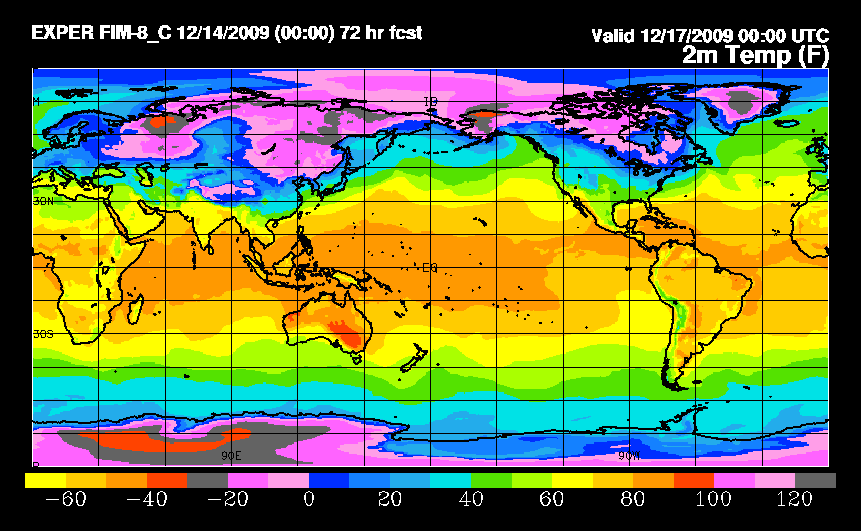 EXPER FIM-8_C 12/14/2009 (00:00) 72 hr fcst
Valid 12/17/2009 00:00 UTC
2m Temp (F)
ID
30N
EQ
30S
90E
90W
-60 -40 -20 0 20 40 60 80 100 120